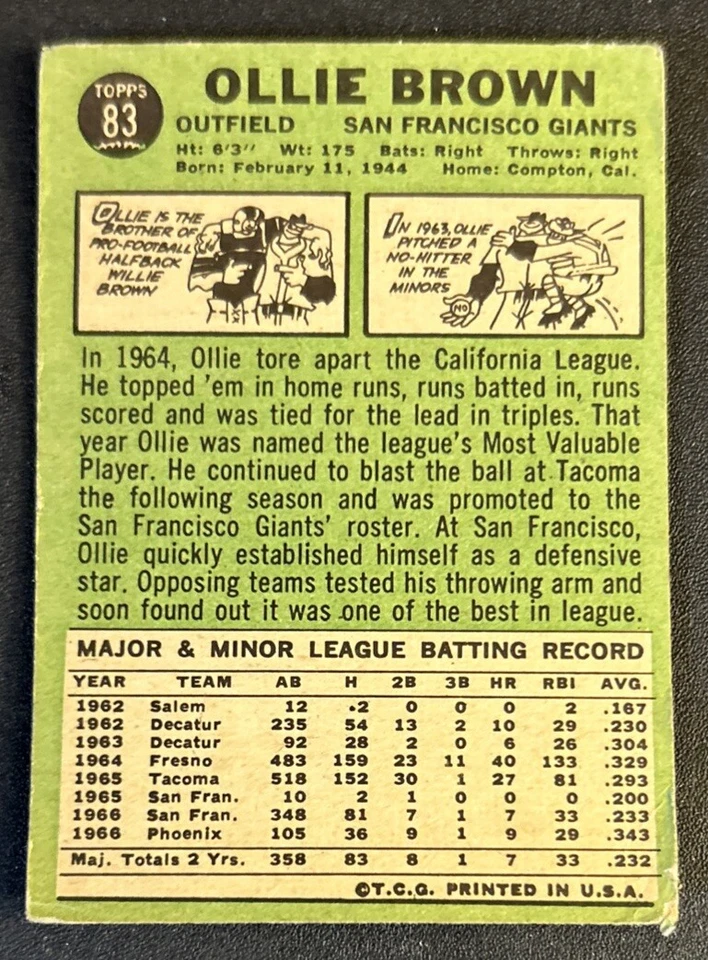 TOPPS
83
OLLIE BROWN
OUTFIELD SAN FRANCISCO GIANTS
Ht: 6'3" Wt: 175 Bats: Right Throws: Right
Born: February 11, 1944 Home: Compton, Cal.
OLLIE IS THE
BROTHER OF
PRO-FOOTBALL
HALFBACK
WILLIE
BROWN
IN 1963, OLLIE
PITCHED A
NO-HITTER
IN THE
MINORS
NO
In 1964, Ollie tore apart the California League.
He topped 'em in home runs, runs batted in, runs
scored and was tied for the lead in triples. That
year Ollie was named the league's Most Valuable
Player. He continued to blast the ball at Tacoma
the following season and was promoted to the
San Francisco Giants' roster. At San Francisco,
Ollie quickly established himself as a defensive
star. Opposing teams tested his throwing arm and
soon found out it was one of the best in league.
MAJOR & MINOR LEAGUE BATTING RECORD
YEAR TEAM AB H 2B 3B HR RBI AVG.
1962 Salem 12 2 0 0 0 2 .167
1962 Decatur 235 54 13 2 10 29 .230
1963 Decatur 92 28 2 0 6 26 .304
1964 Fresno 483 159 23 11 40 133 .329
1965 Tacoma 518 152 30 1 27 81 .293
1965 San Fran. 10 2 1 0 0 0 .200
1966 San Fran. 348 81 7 1 7 33 .233
1966 Phoenix 105 36 9 1 9 29 .343
Maj. Totals 2 Yrs. 358 83 8 1 7 33 .232
©T.C.G. PRINTED IN U.S.A.